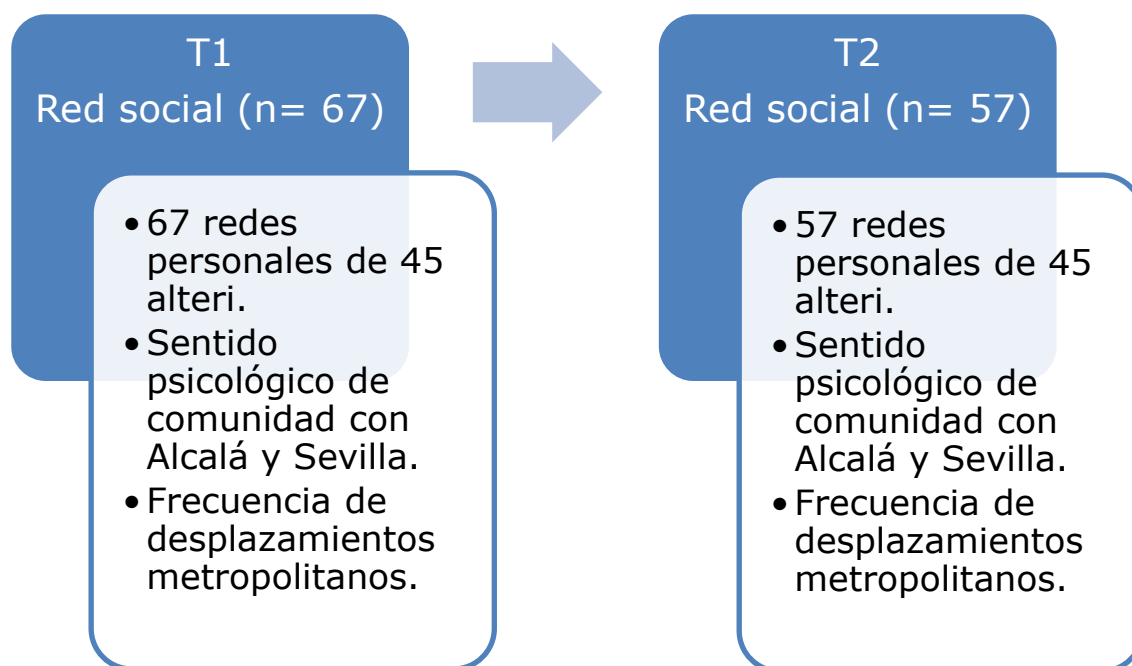 T1
Red social (n= 67)
•67 redes
personales de 45
alteri.
•Sentido
psicológico de
comunidad con
Alcalá y Sevilla.
•Frecuencia de
desplazamientos
metropolitanos.
T2
Red social (n= 57)
•57 redes
personales de 45
alteri.
•Sentido
psicológico de
comunidad con
Alcalá y Sevilla.
•Frecuencia de
desplazamientos
metropolitanos.